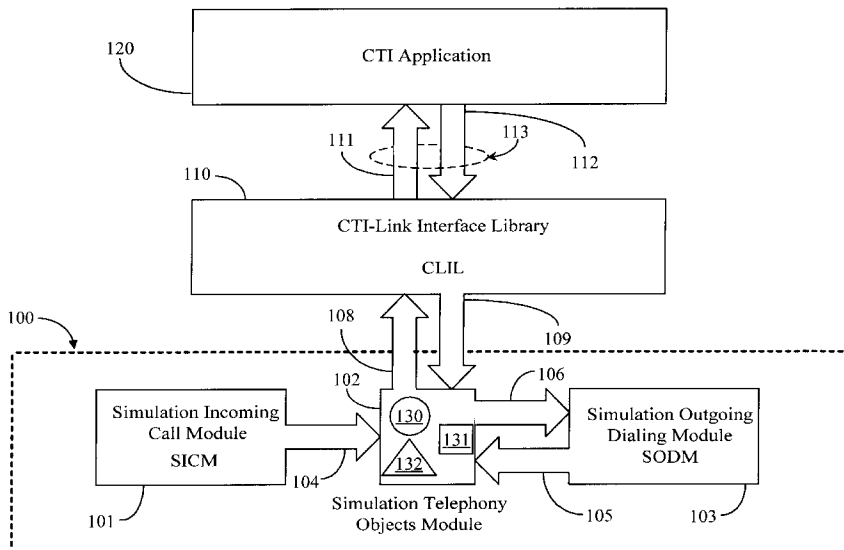 120
CTI Application
111
113
112
110
CTI-Link Interface Library
CLIL
100
108
109
102
106
Simulation Incoming
Call Module
SICM
130
131
132
Simulation Outgoing
Dialing Module
SODM
104
Simulation Telephony
Objects Module
101
105
103